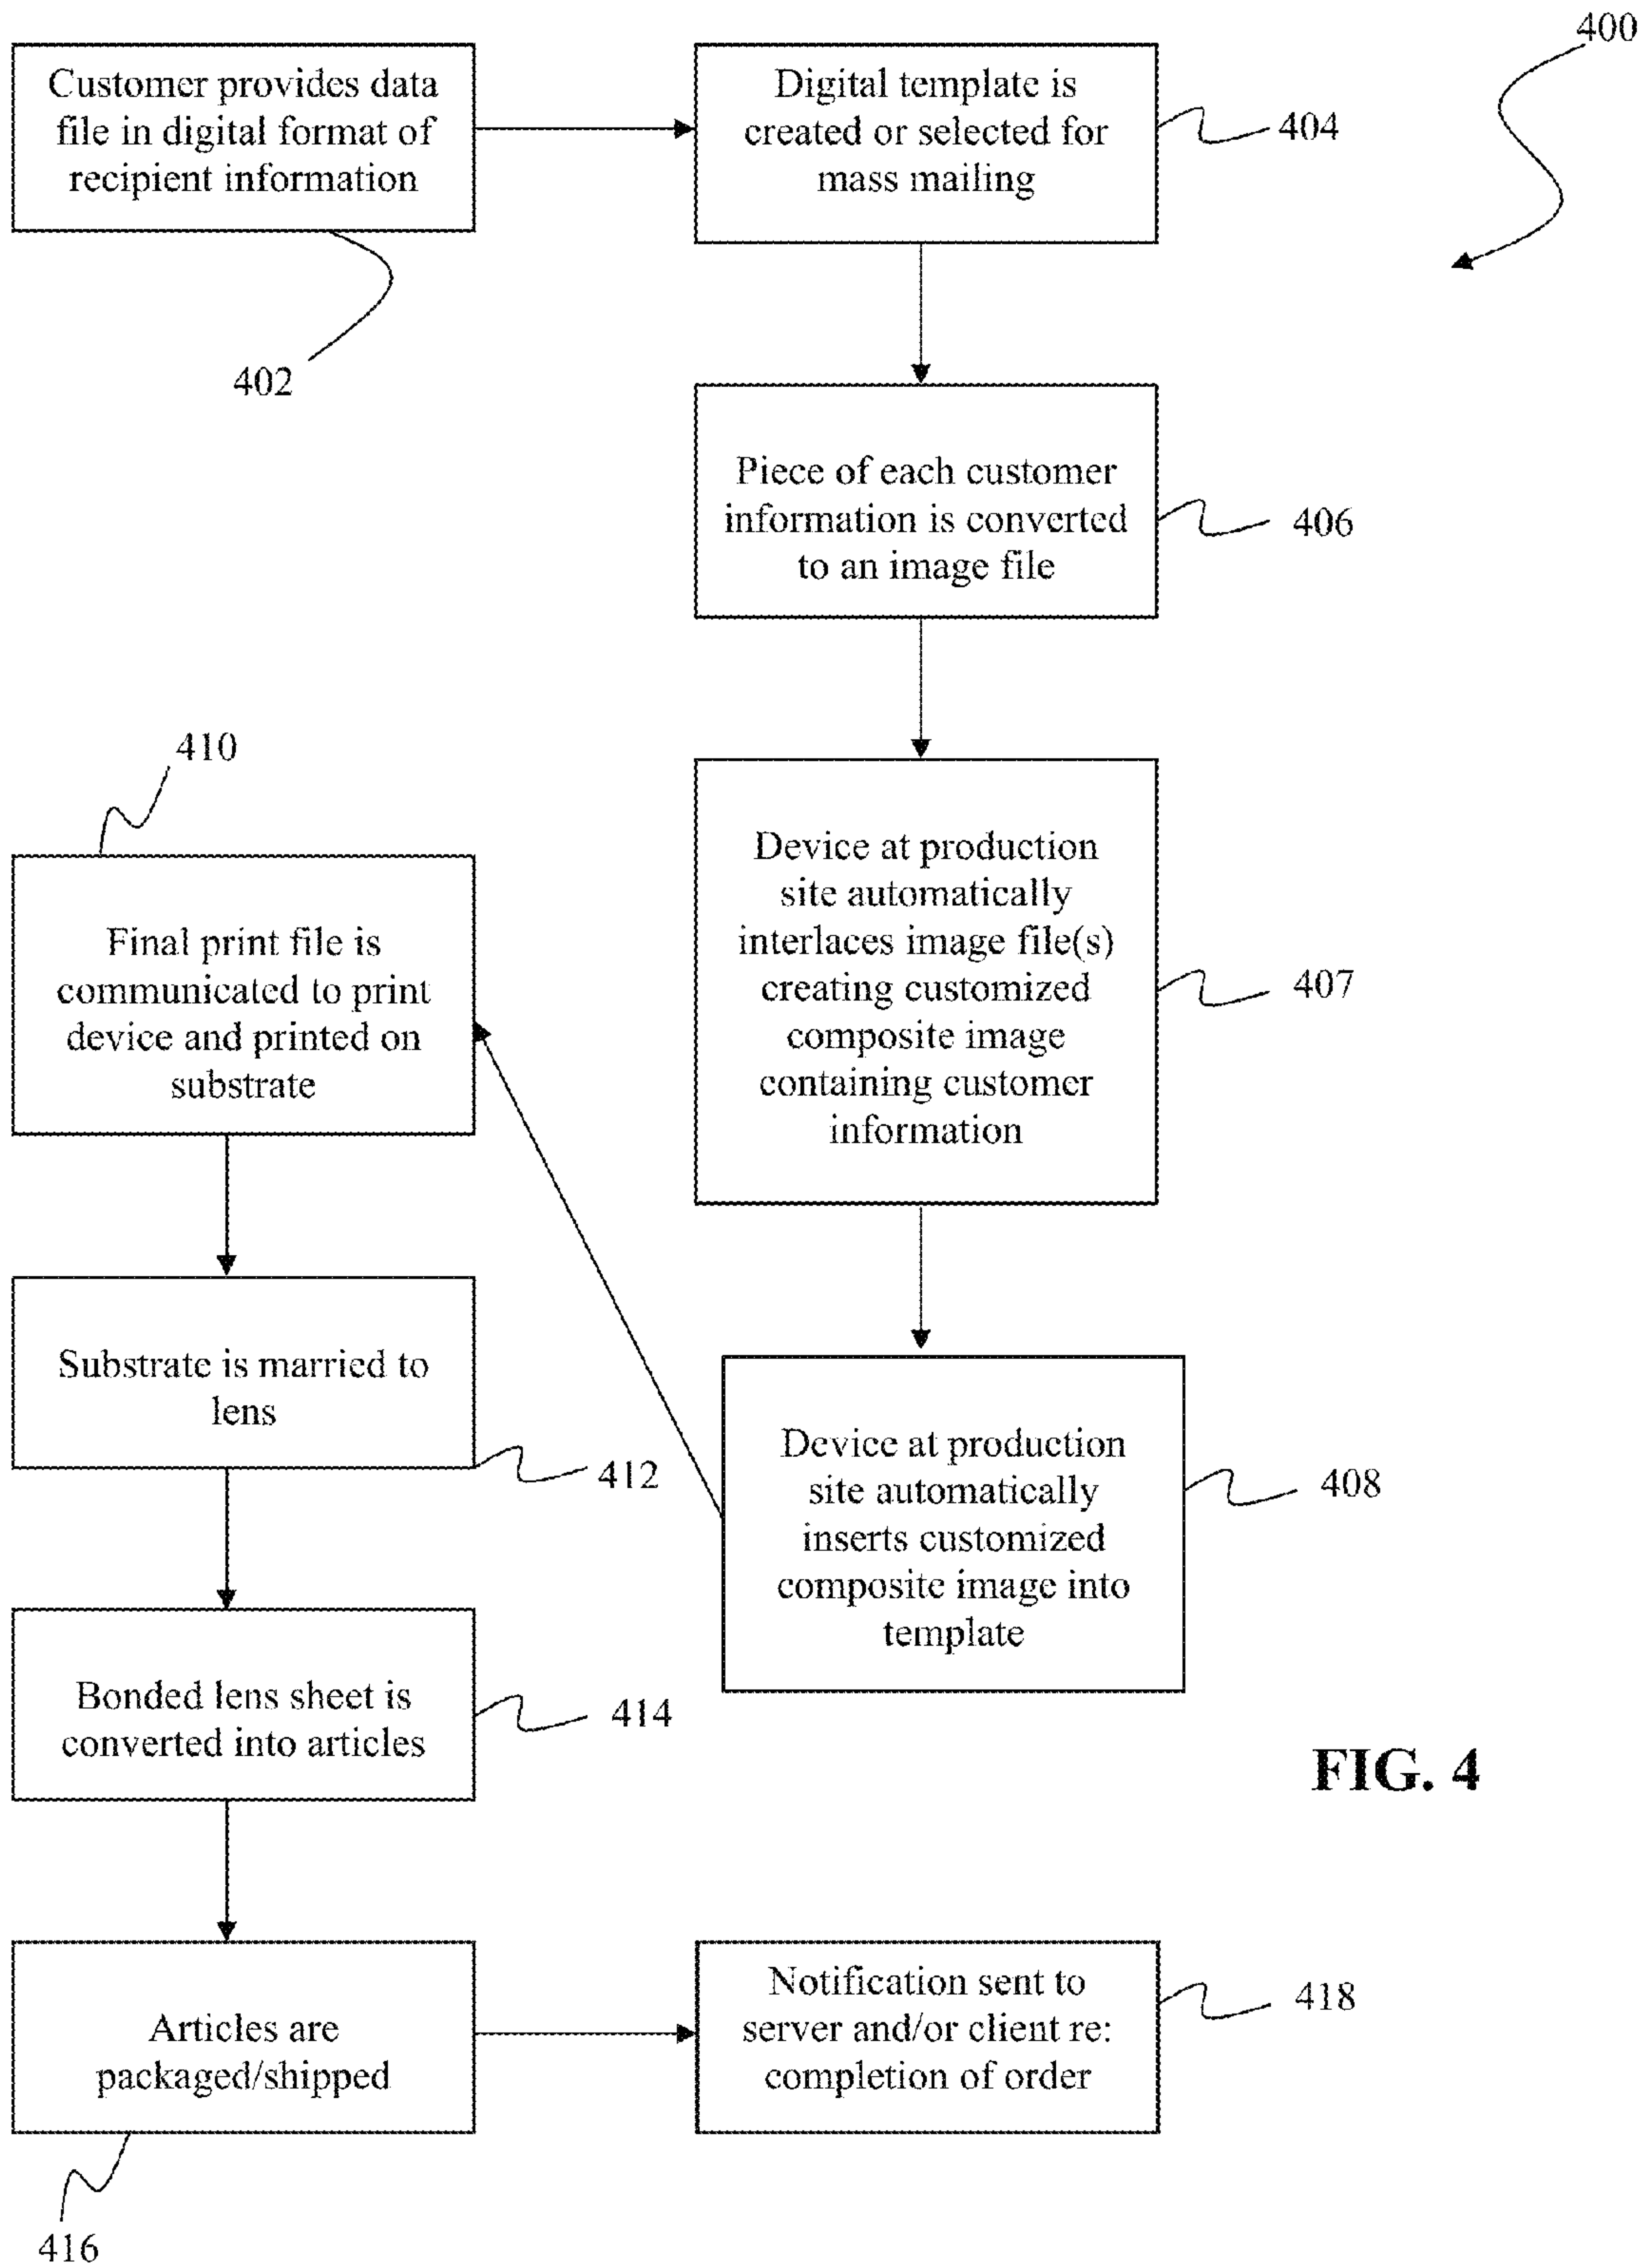 400
Customer provides data
file in digital format of
recipient information
402
Digital template is
created or selected for
mass mailing
404
Piece of each customer
information is converted
to an image file
406
Device at production
site automatically
interlaces image file(s)
creating customized
composite image
containing customer
information
407
Device at production
site automatically
inserts customized
composite image into
template
408
410
Final print file is
communicated to print
device and printed on
substrate
Substrate is married to
lens
412
Bonded lens sheet is
converted into articles
414
Articles are
packaged/shipped
416
Notification sent to
server and/or client re:
completion of order
418
FIG. 4